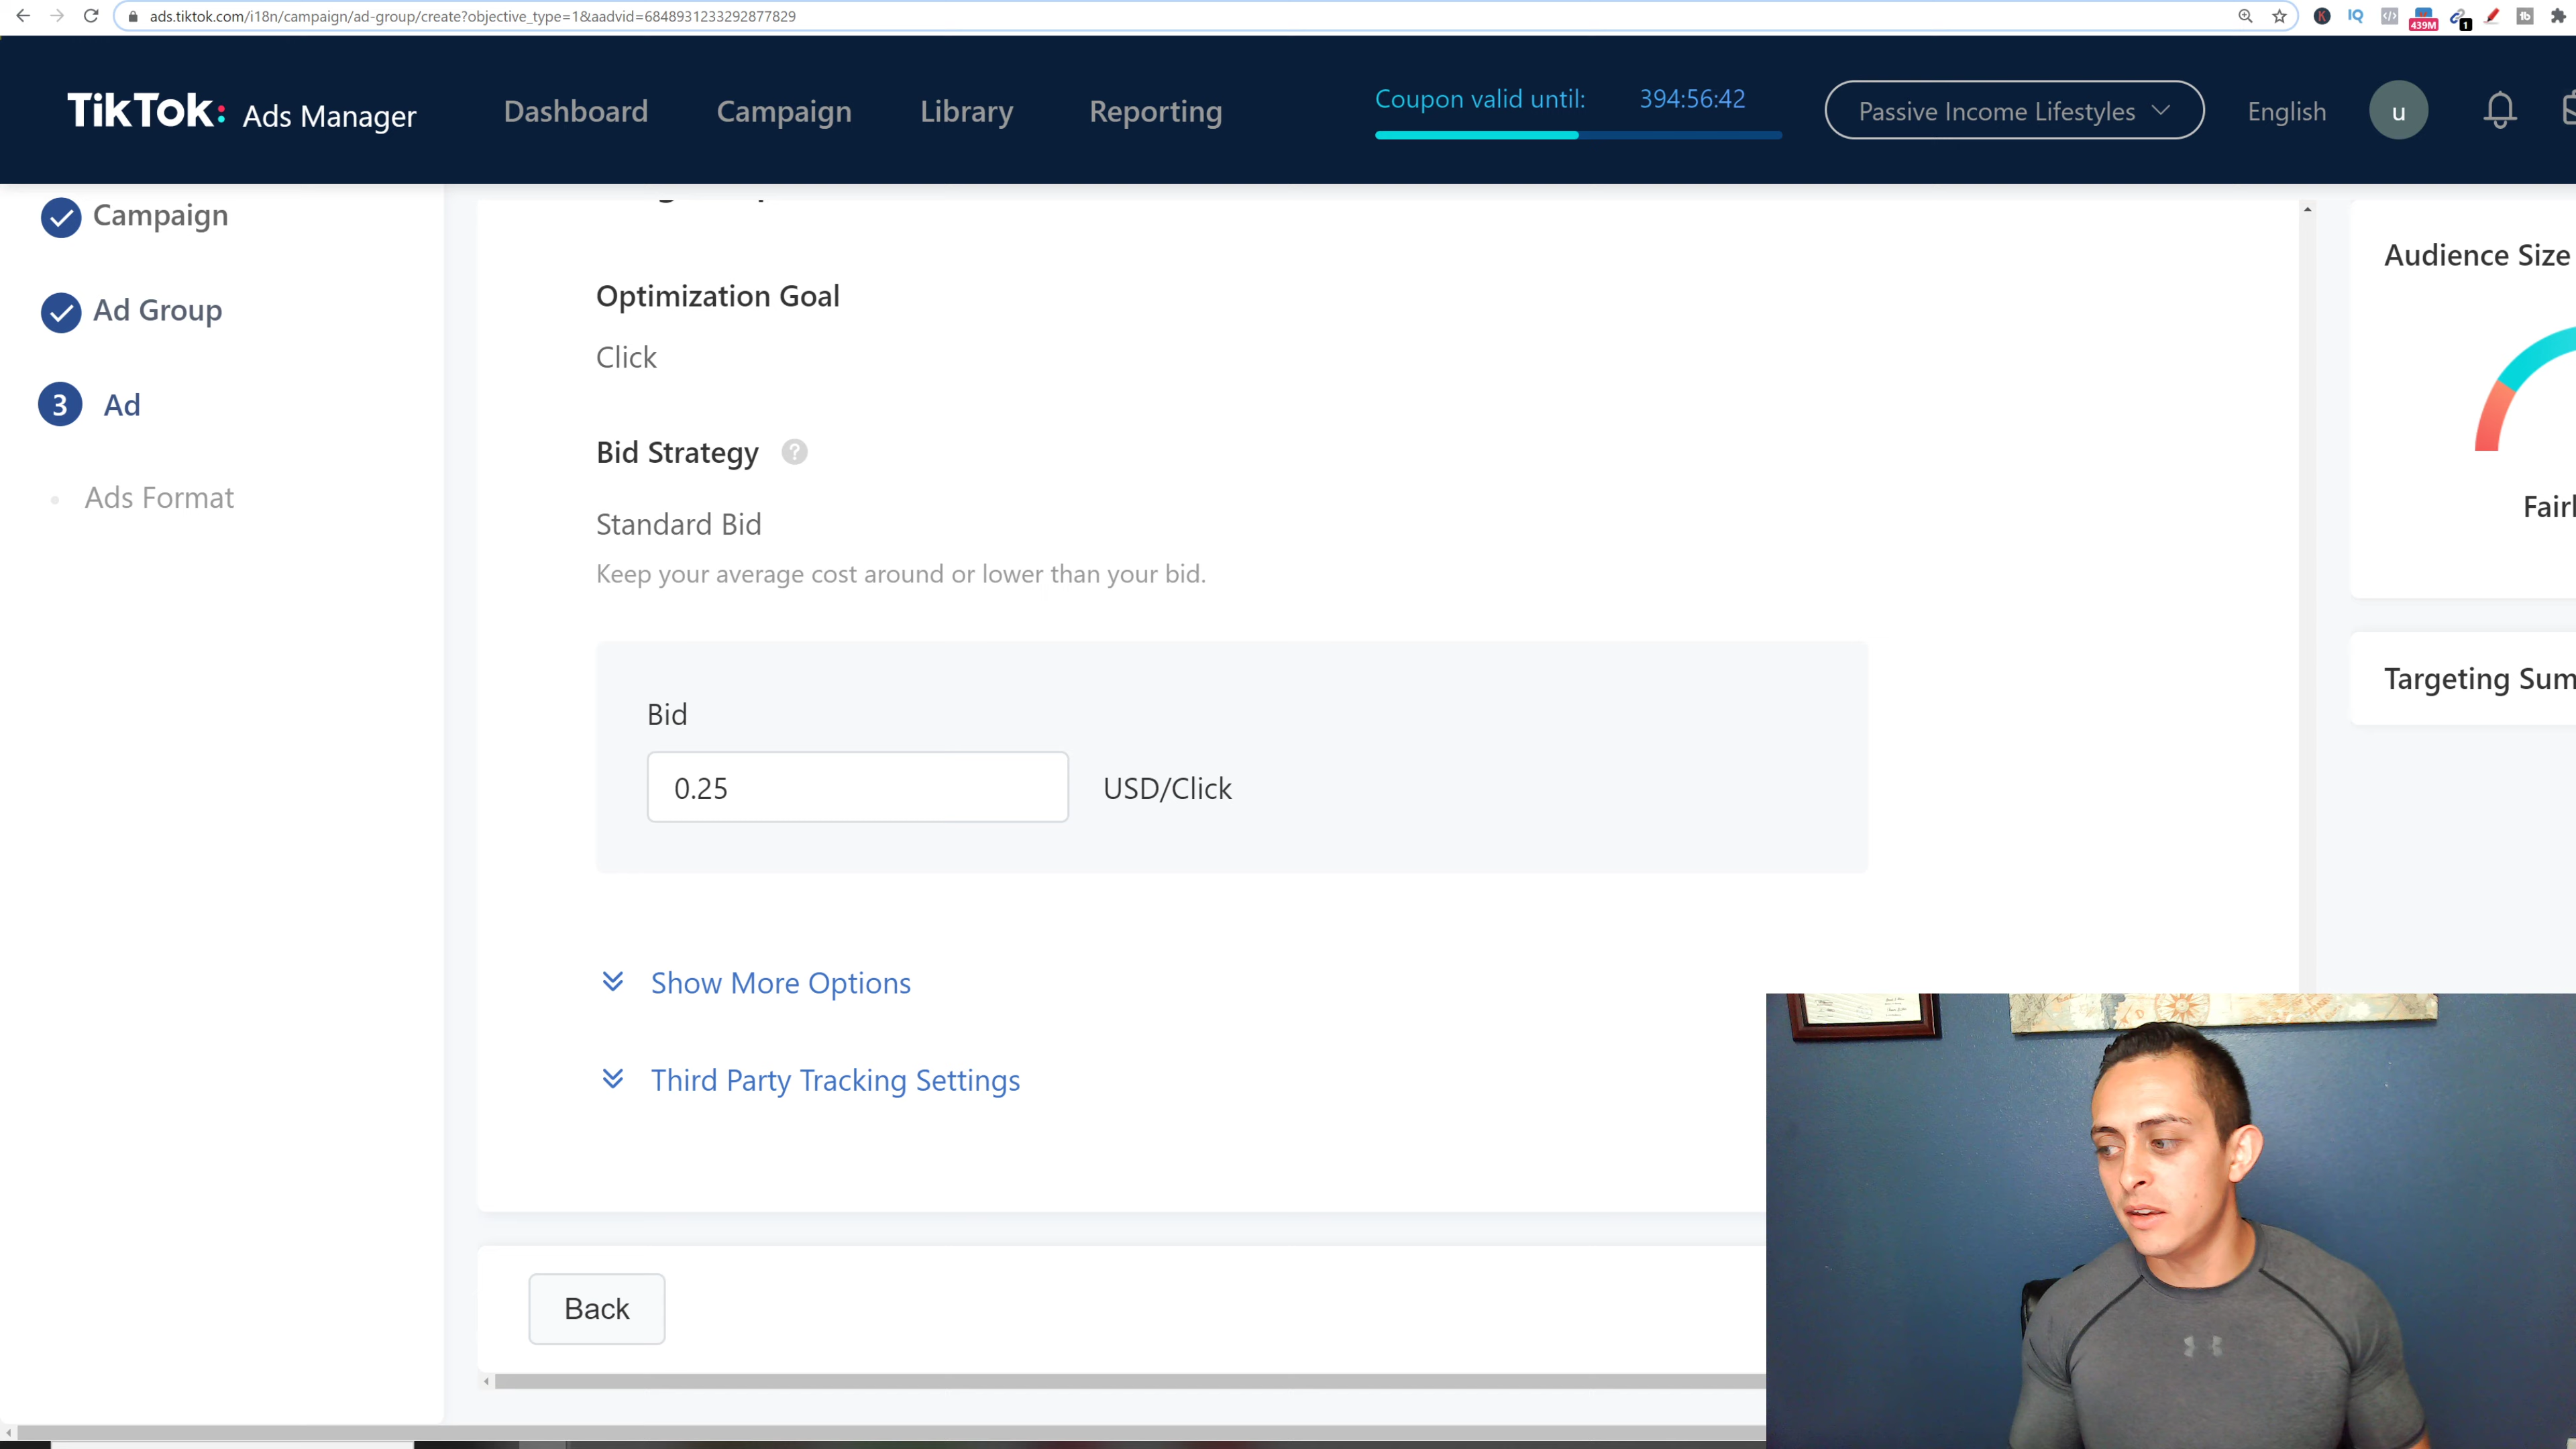 ads.tiktok.com/i18n/campaign/ad-group/create?objective_type=1&aadvid=6848931233292877829
IQ
439M
1
TikTok: Ads Manager
Dashboard
Campaign
Library
Reporting
Coupon valid until: 394:56:42
Passive Income Lifestyles
English
u
Campaign
Ad Group
3 Ad
Ads Format
Optimization Goal
Click
Bid Strategy ?
Standard Bid
Keep your average cost around or lower than your bid.
Bid
0.25 USD/Click
Show More Options
Third Party Tracking Settings
Back
Audience Size
Targeting